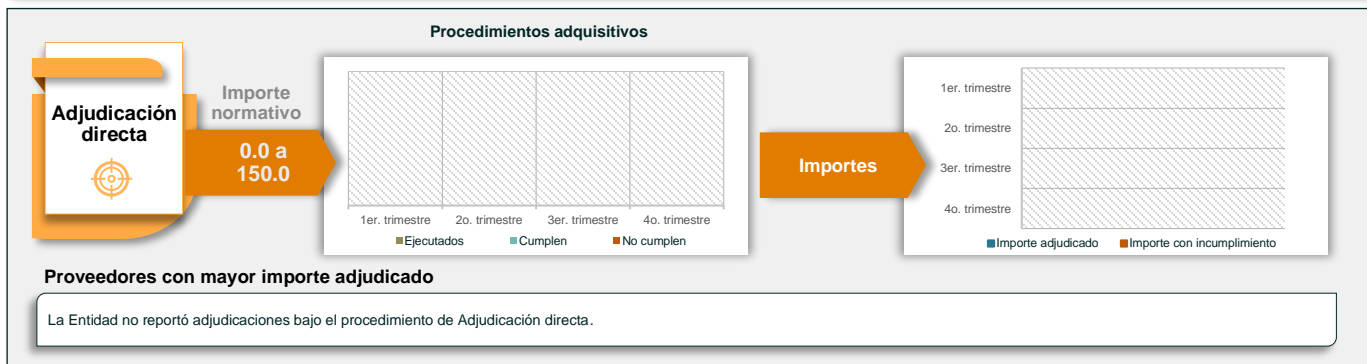 Procedimientos adquisitivos
Adjudicación
directa
Importe
normativo
0.0 a
150.0
1er. trimestre
2o. trimestre
3er. trimestre
4o. trimestre
Ejecutados
Cumplen
No cumplen
Importes
1er. trimestre
2o. trimestre
3er. trimestre
4o. trimestre
Importe adjudicado
Importe con incumplimiento
Proveedores con mayor importe adjudicado
La Entidad no reportó adjudicaciones bajo el procedimiento de Adjudicación directa.